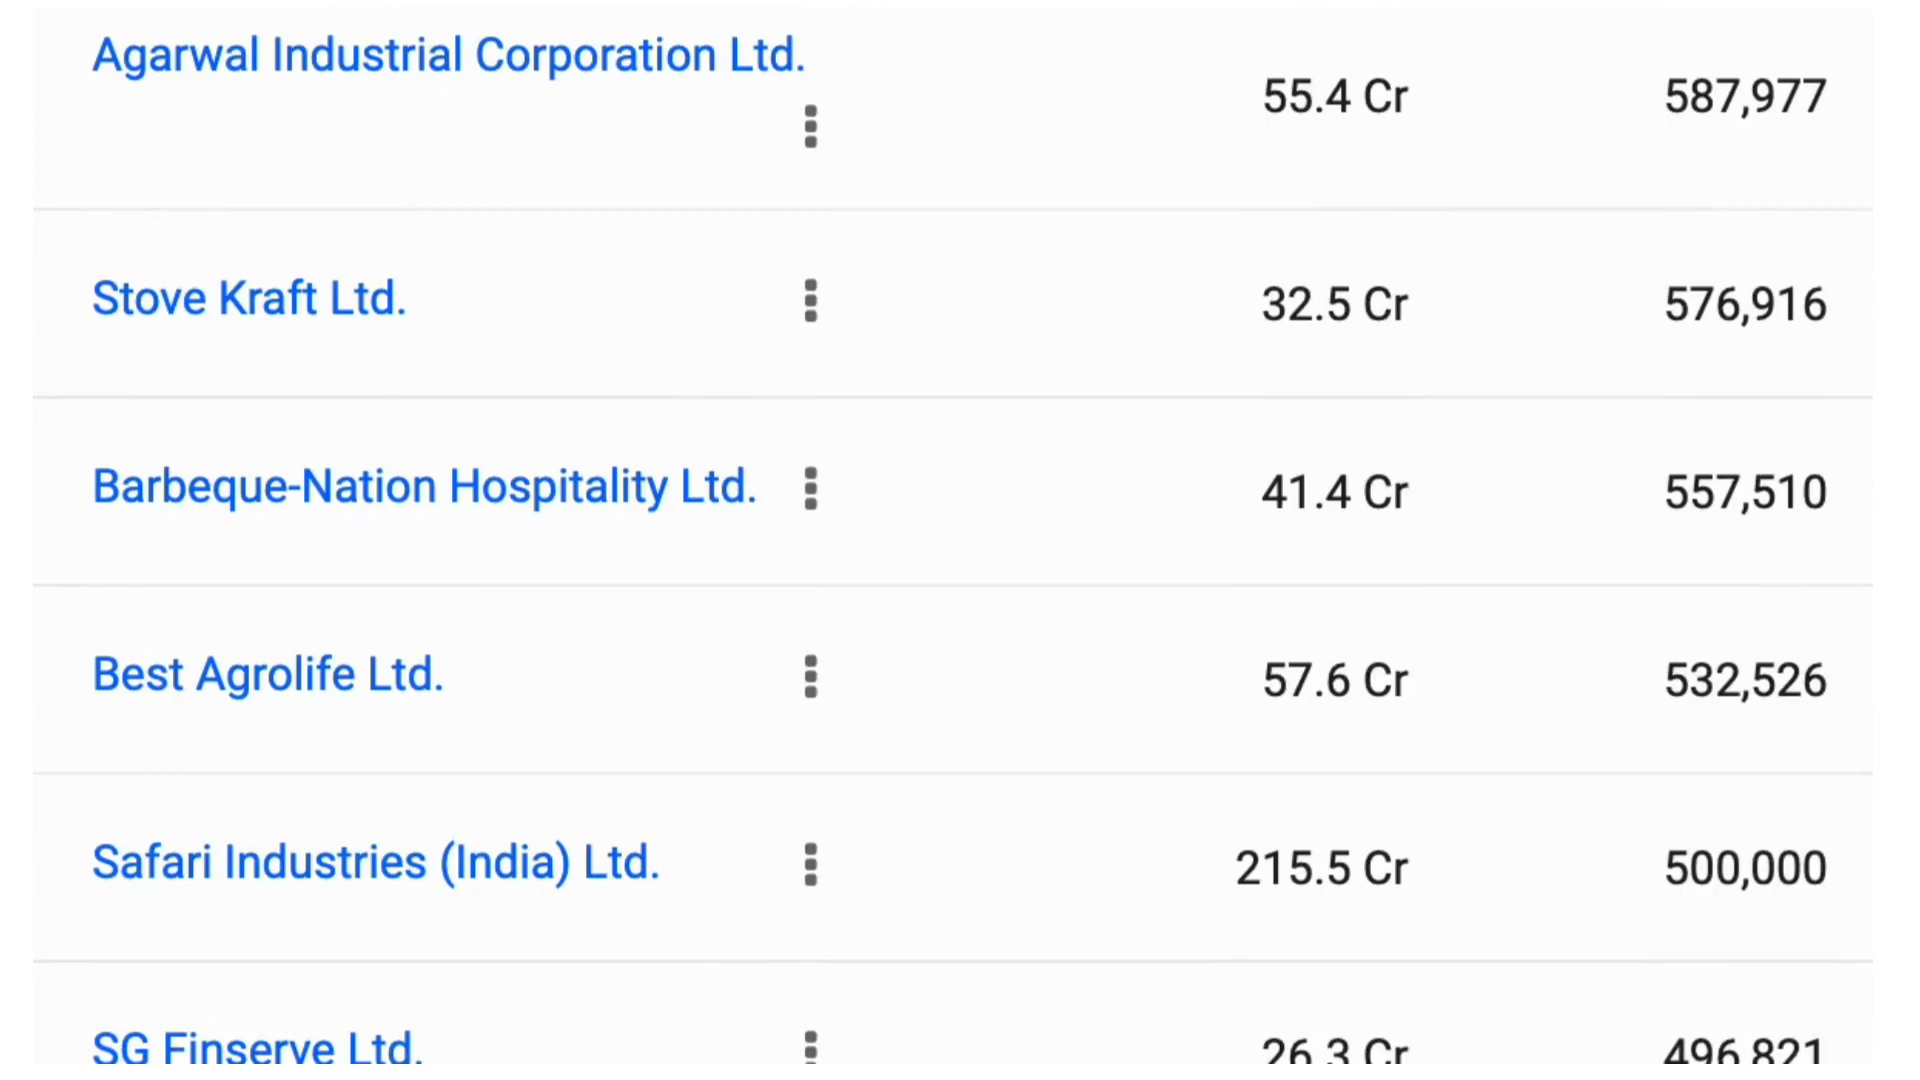 Agarwal Industrial Corporation Ltd. 55.4 Cr 587,977
Stove Kraft Ltd. 32.5 Cr 576,916
Barbeque-Nation Hospitality Ltd. 41.4 Cr 557,510
Best Agrolife Ltd. 57.6 Cr 532,526
Safari Industries (India) Ltd. 215.5 Cr 500,000
SG Finserve Ltd. 26.3 Cr 496,821